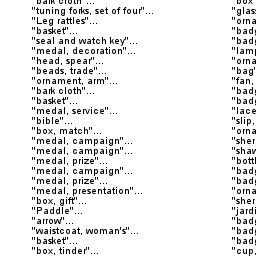 "bark cloth"... "box
"tuning forks, set of four"... "glas
"Leg rattles"... "orna
"basket"... "badg
"seal and watch key"... "badg
"medal, decoration"... "lamp
"head, spear"... "orna
"beads, trade"... "bag"
"ornament, arm"... "fan,
"bark cloth"... "badg
"basket"... "badg
"medal, service"... "lace
"bible"... "slip,
"box, match"... "orna
"medal, campaign"... "sher
"medal, campaign"... "shaw
"medal, prize"... "bottl
"medal, campaign"... "badg
"medal, prize"... "badg
"medal, presentation"... "orna
"box, gift"... "sher
"Paddle"... "jardi
"arrow"... "badg
"waistcoat, woman's"... "badg
"basket"... "badg
"box, tinder"... "cup,